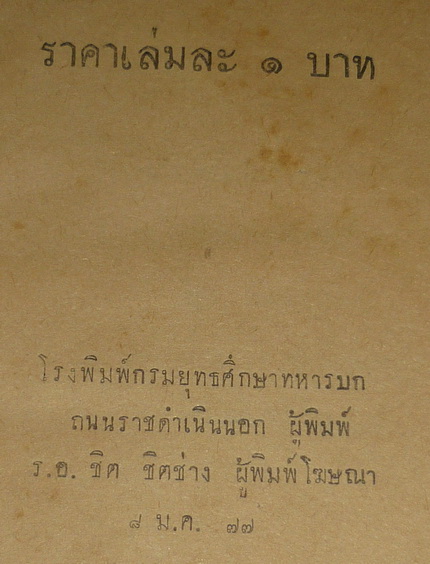 ราคาเล่มละ ๑ บาท
โรงพิมพ์กรมยุทธศึกษาทหารบก
ถนนราชดำเนินนอก ผู้พิมพ์
ร.อ. ชิต ชิตช่าง ผู้พิมพ์โฆษณา
๘ ม.ค. ๗๗